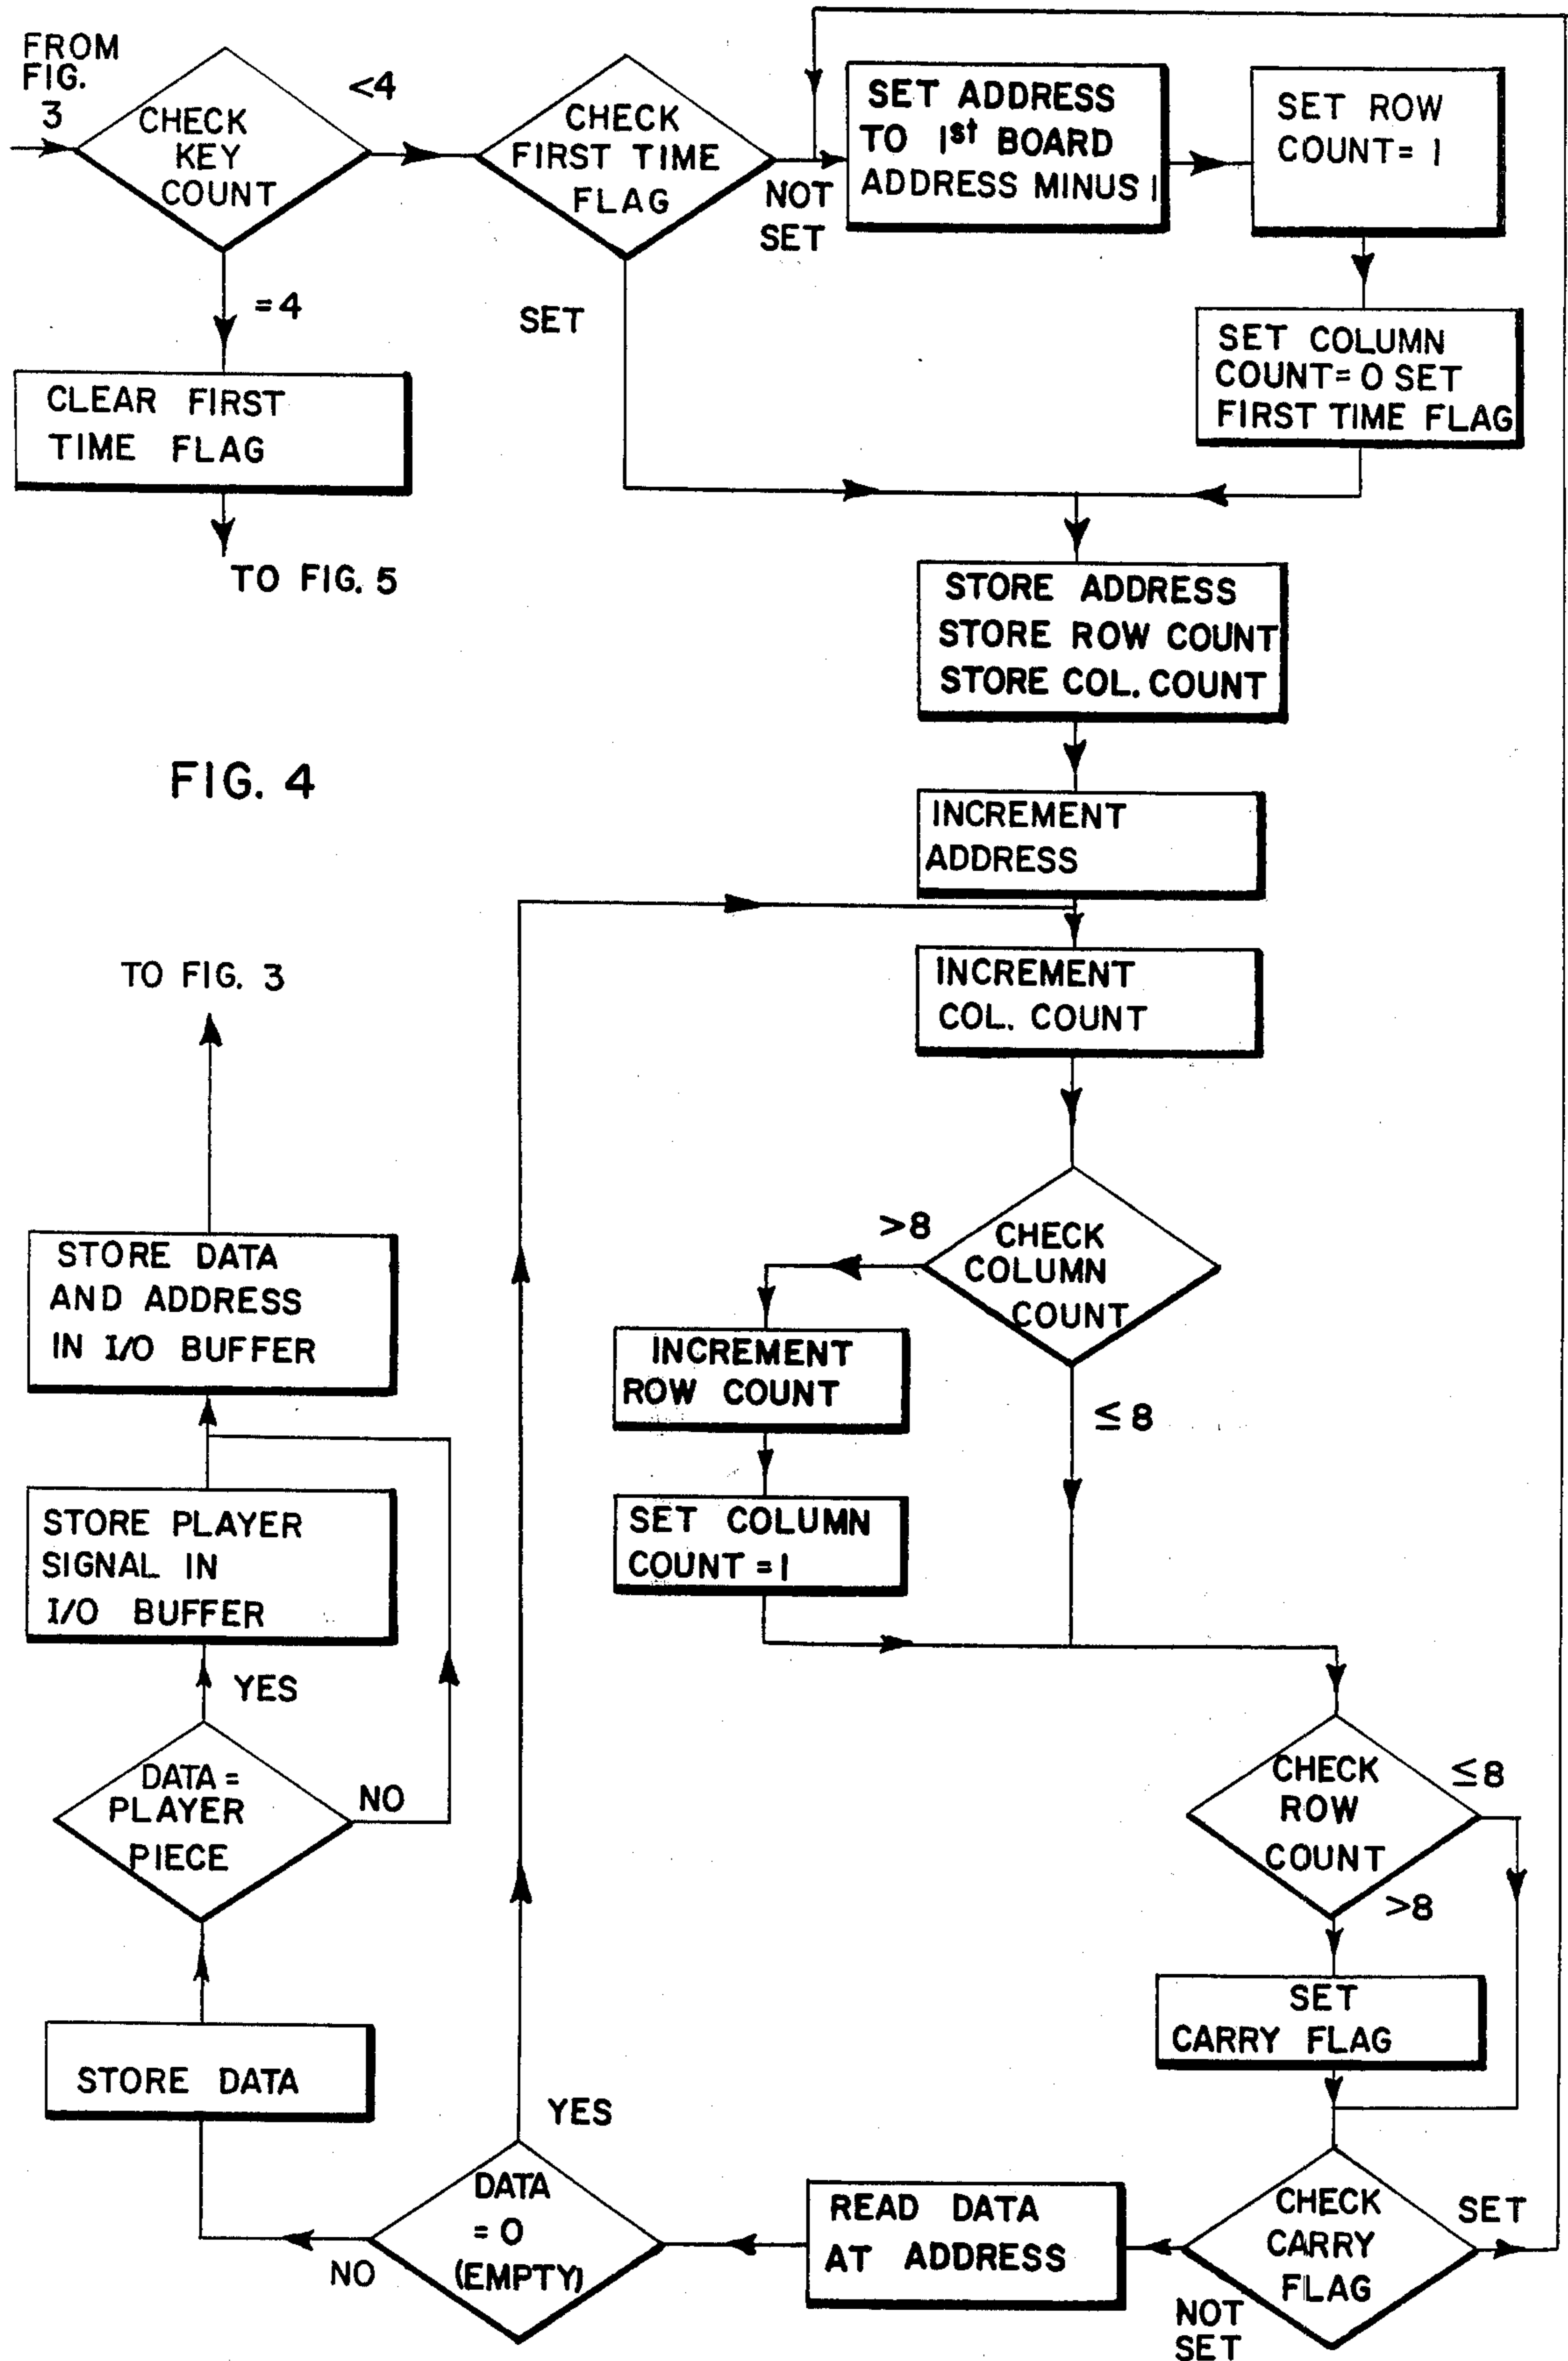 FROM
FIG.
3
CHECK
KEY
COUNT
<4
=4
CLEAR FIRST
TIME FLAG
TO FIG. 5
CHECK
FIRST TIME
FLAG
NOT
SET
SET
SET ADDRESS
TO 1st BOARD
ADDRESS MINUS 1
SET ROW
COUNT= 1
SET COLUMN
COUNT=0 SET
FIRST TIME FLAG
STORE ADDRESS
STORE ROW COUNT
STORE COL. COUNT
FIG. 4
INCREMENT
ADDRESS
INCREMENT
COL. COUNT
CHECK
COLUMN
COUNT
>8
≤8
INCREMENT
ROW COUNT
SET COLUMN
COUNT=1
CHECK
ROW
COUNT
≤8
>8
SET
CARRY FLAG
CHECK
CARRY
FLAG
SET
NOT
SET
READ DATA
AT ADDRESS
DATA
=0
(EMPTY)
YES
NO
STORE DATA
DATA=
PLAYER
PIECE
NO
YES
STORE PLAYER
SIGNAL IN
I/O BUFFER
STORE DATA
AND ADDRESS
IN I/O BUFFER
TO FIG. 3